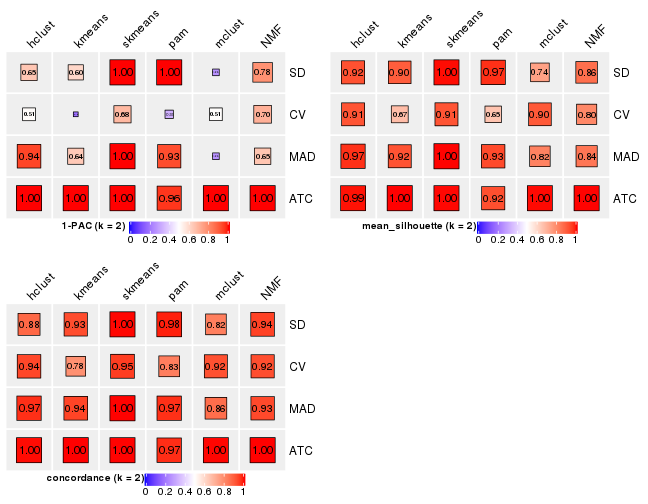 hclust kmeans skmeans pam mclust NMF
0.65 0.60 1.00 1.00 0.78 SD
0.51 0.68 0.51 0.70 CV
0.94 0.64 1.00 0.93 0.65 MAD
1.00 1.00 1.00 0.96 1.00 1.00 ATC
1-PAC (k = 2)
0 0.2 0.4 0.6 0.8 1
hclust kmeans skmeans pam mclust NMF
0.92 0.90 1.00 0.97 0.74 0.86 SD
0.91 0.67 0.91 0.65 0.90 0.80 CV
0.97 0.92 1.00 0.93 0.82 0.84 MAD
0.99 1.00 1.00 0.92 1.00 1.00 ATC
mean_silhouette (k = 2)
0 0.2 0.4 0.6 0.8 1
hclust kmeans skmeans pam mclust NMF
0.88 0.93 1.00 0.98 0.82 0.94 SD
0.94 0.78 0.95 0.83 0.92 0.92 CV
0.97 0.94 1.00 0.97 0.86 0.93 MAD
1.00 1.00 1.00 0.97 1.00 1.00 ATC
concordance (k = 2)
0 0.2 0.4 0.6 0.8 1